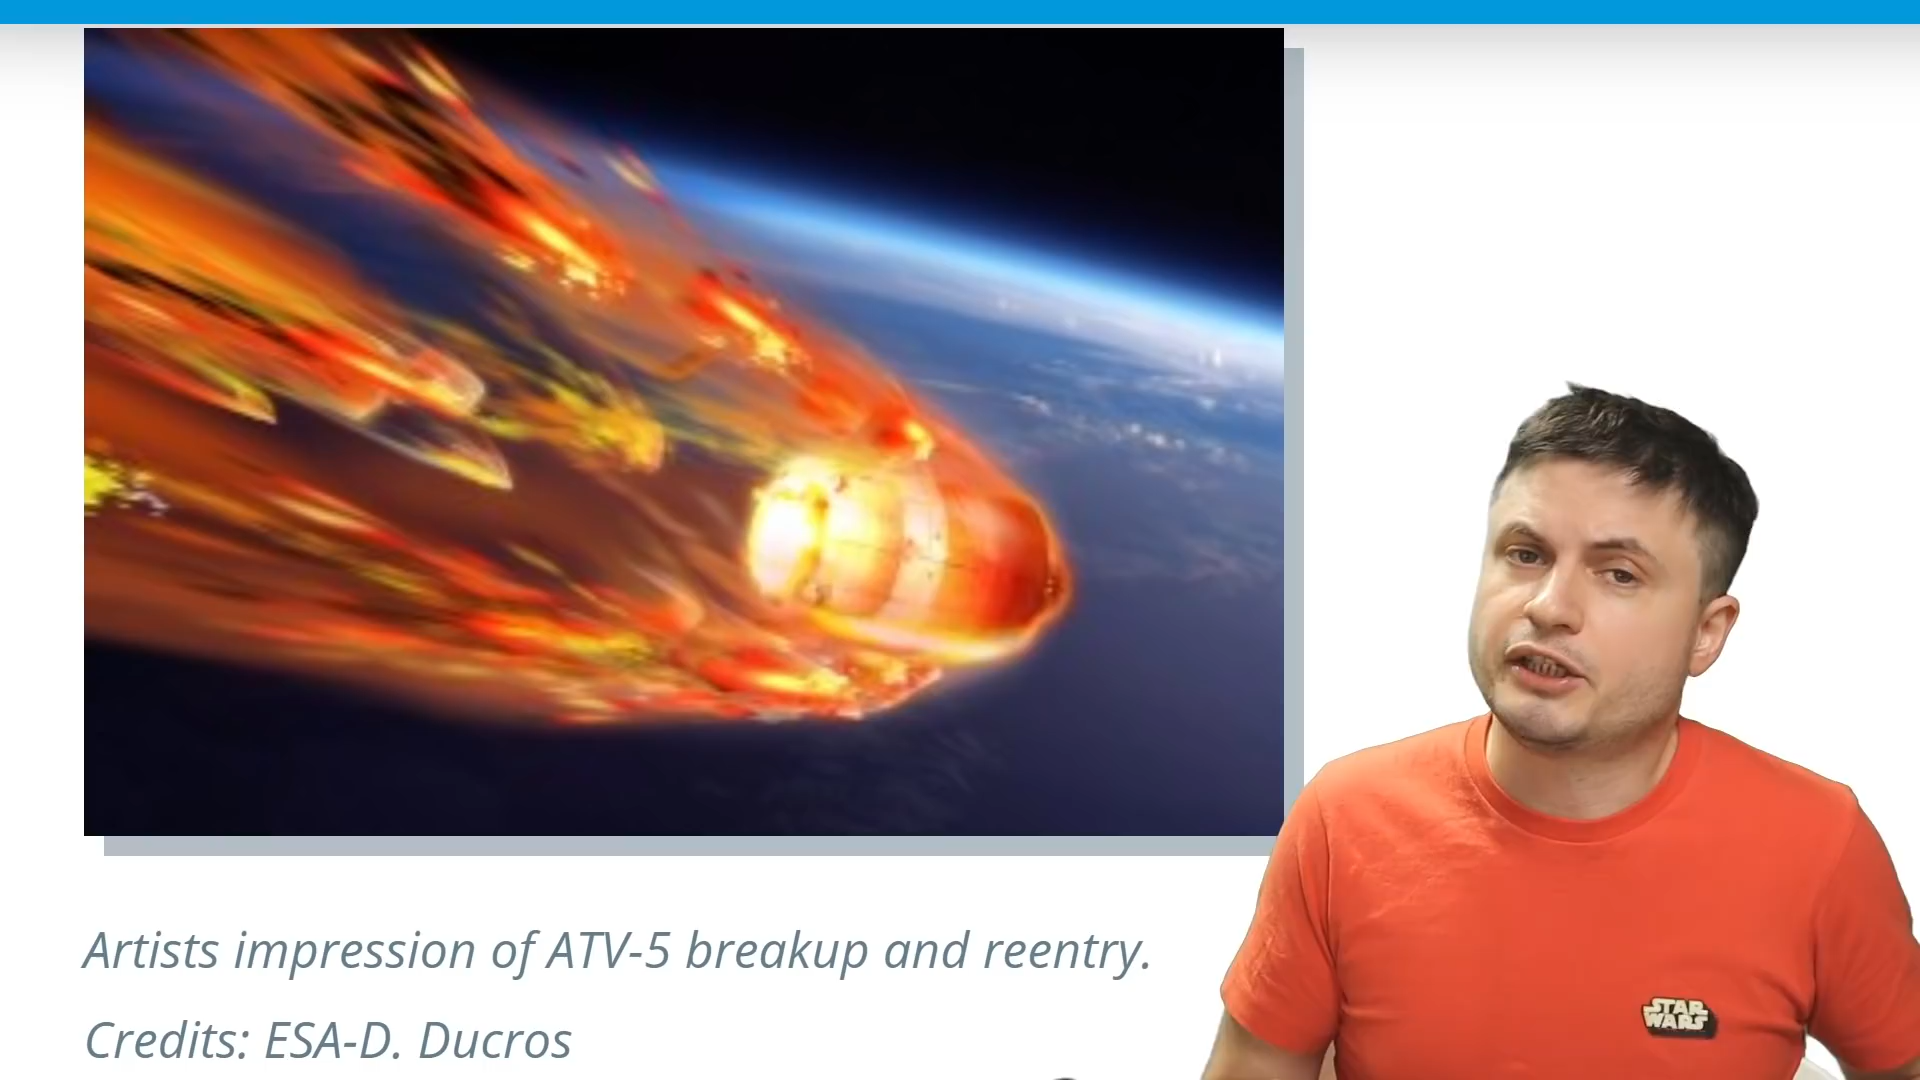 Artists impression of ATV-5 breakup and reentry.
Credits: ESA-D. Ducros
STAR
WARS